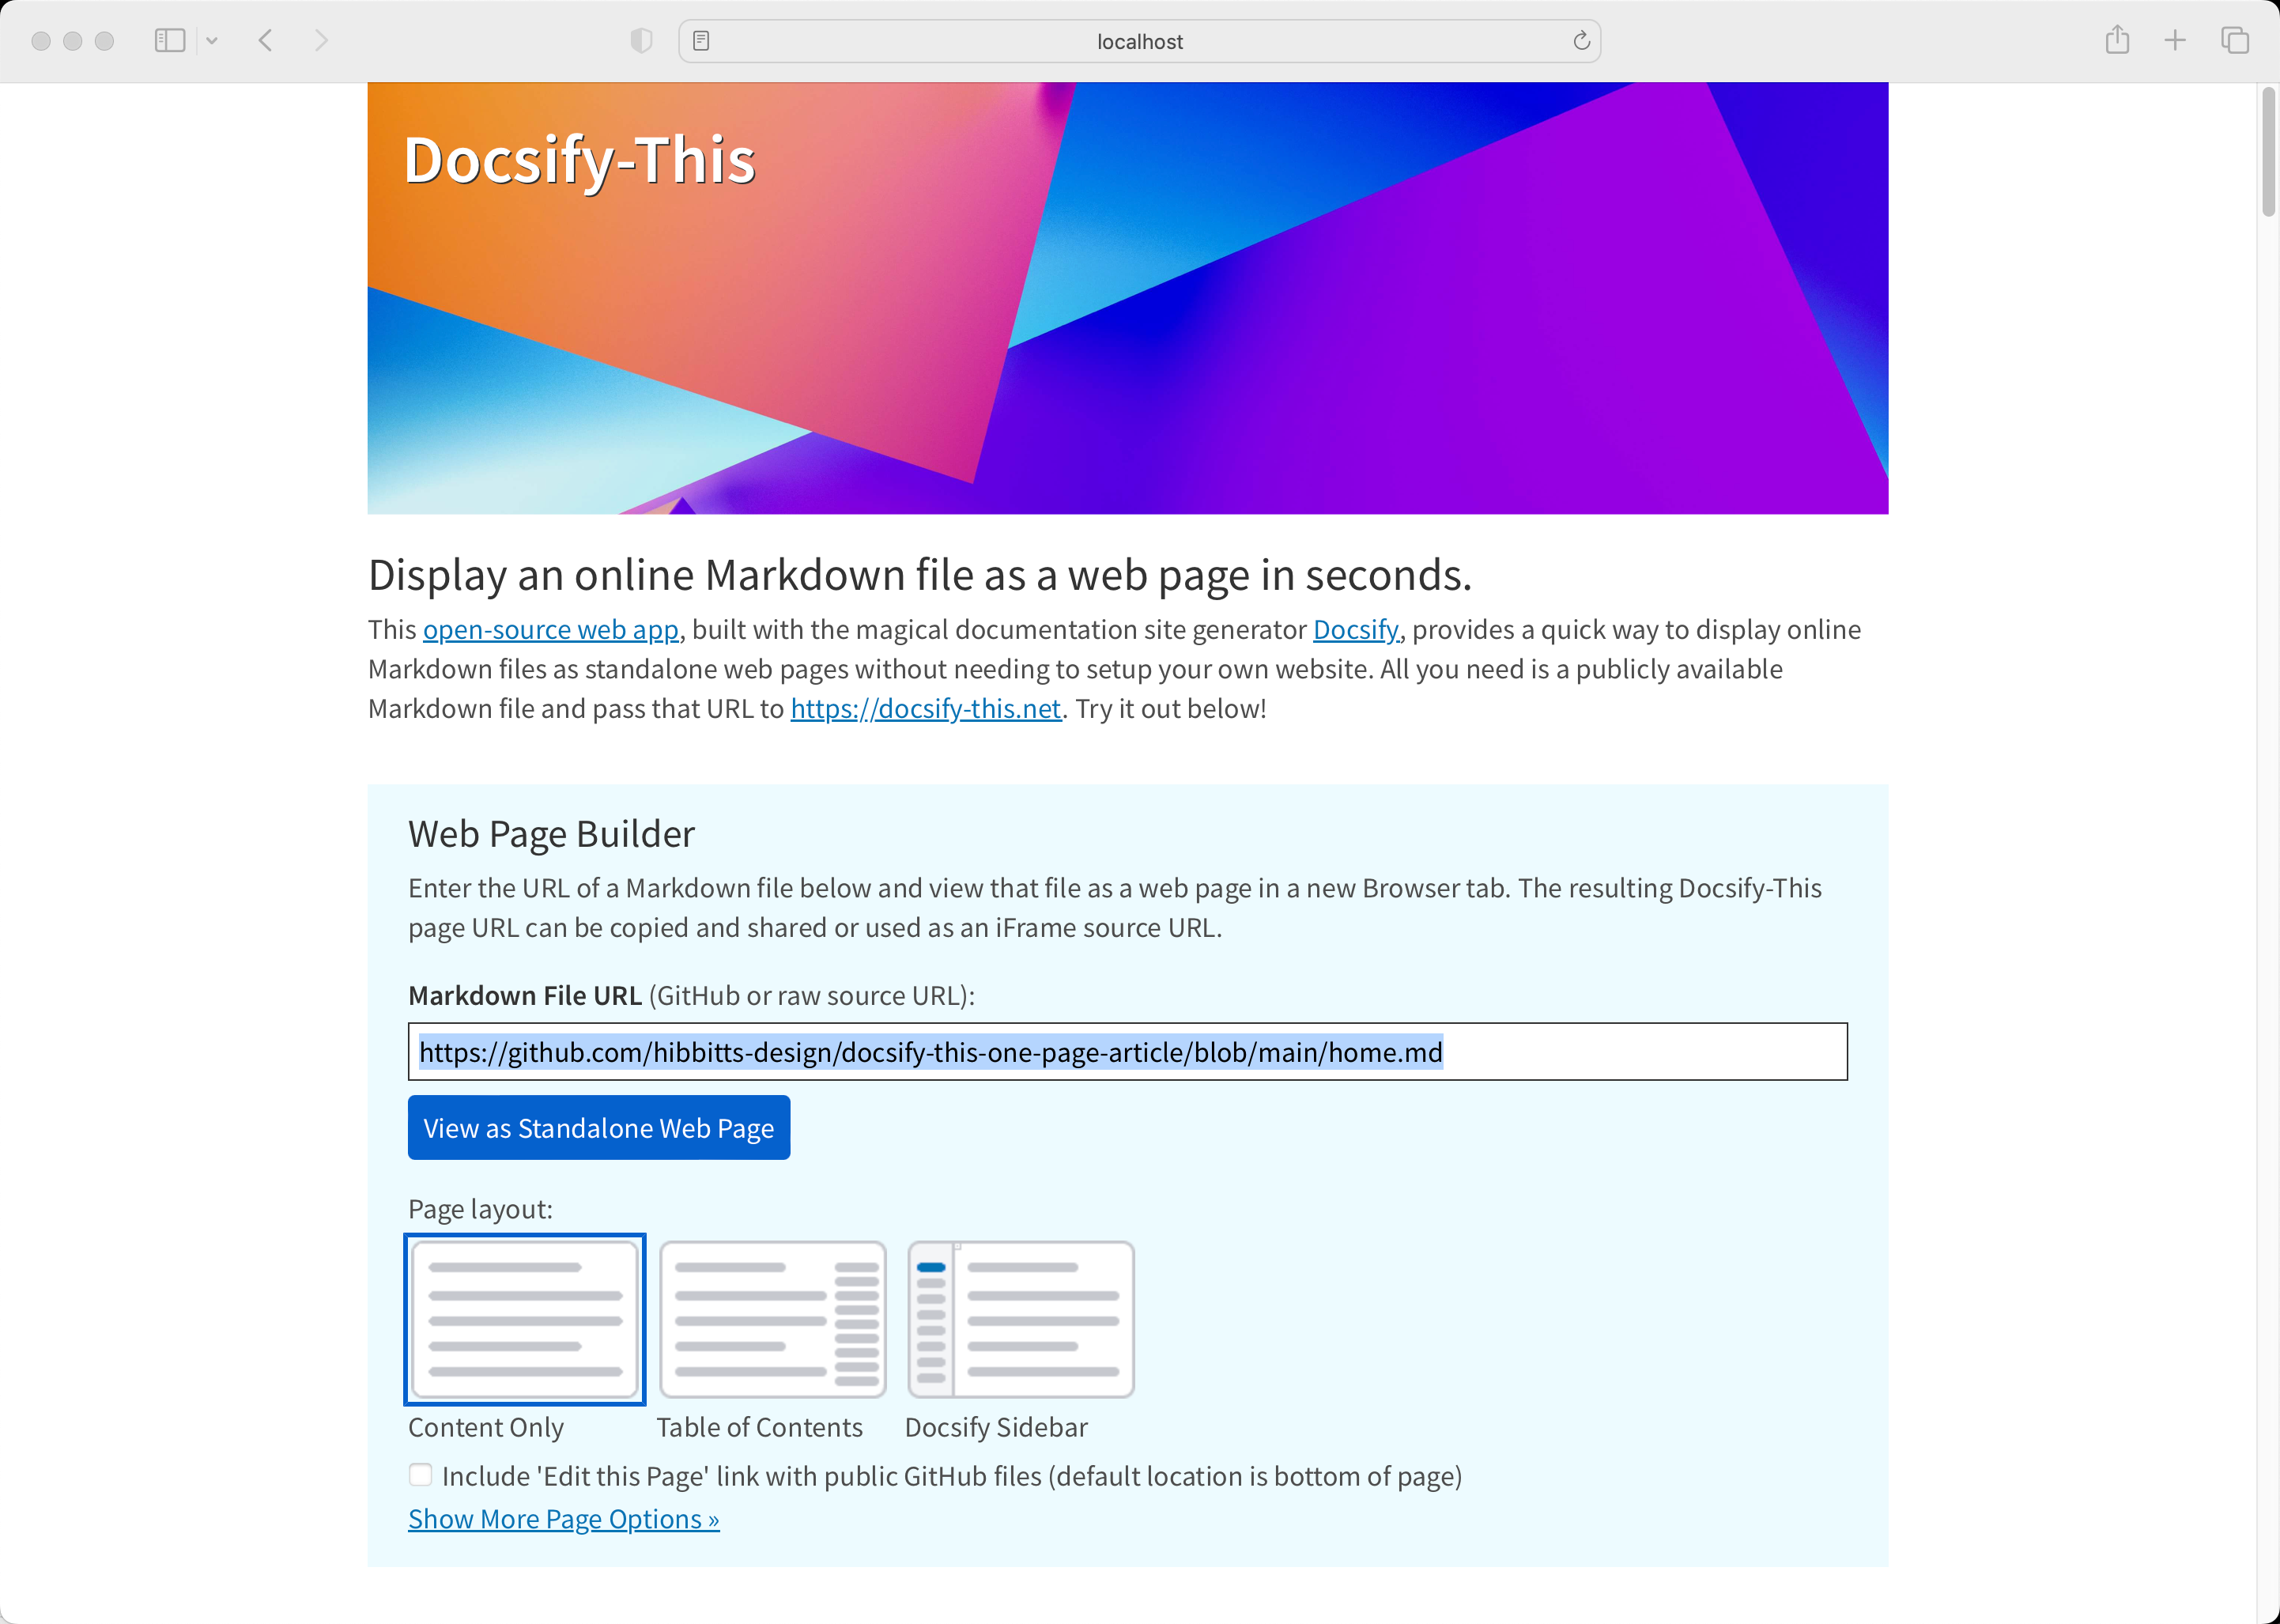 localhost
Docsify-This
Display an online Markdown file as a web page in seconds.
This open-source web app, built with the magical documentation site generator Docsify, provides a quick way to display online
Markdown files as standalone web pages without needing to setup your own website. All you need is a publicly available
Markdown file and pass that URL to https://docsify-this.net. Try it out below!
Web Page Builder
Enter the URL of a Markdown file below and view that file as a web page in a new Browser tab. The resulting Docsify-This
page URL can be copied and shared or used as an iFrame source URL.
Markdown File URL (GitHub or raw source URL):
https://github.com/hibbitts-design/docsify-this-one-page-article/blob/main/home.md
View as Standalone Web Page
Page layout:
Content Only Table of Contents Docsify Sidebar
Include 'Edit this Page' link with public GitHub files (default location is bottom of page)
Show More Page Options »